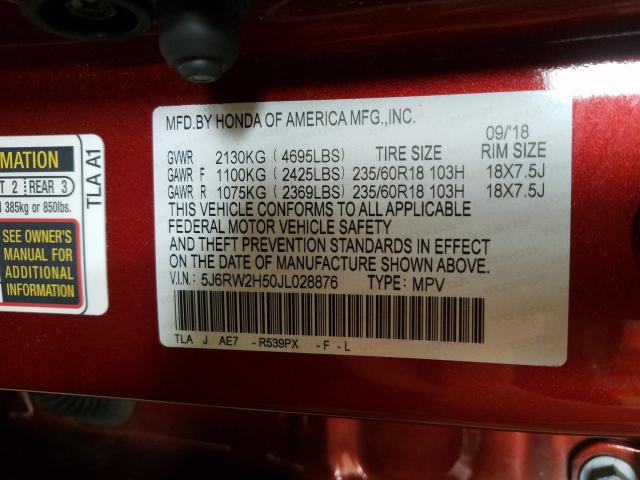 MFD.BY HONDA OF AMERICA MFG.,INC.
09/'18
GVWR 2130KG (4695LBS) TIRE SIZE RIM SIZE
GAWR F 1100KG (2425LBS) 235/60R18 103H 18X7.5J
GAWR R 1075KG (2369LBS) 235/60R18 103H 18X7.5J
THIS VEHICLE CONFORMS TO ALL APPLICABLE
FEDERAL MOTOR VEHICLE SAFETY
AND THEFT PREVENTION STANDARDS IN EFFECT
ON THE DATE OF MANUFACTURE SHOWN ABOVE.
V.I.N.: 5J6RW2H50JL028876 TYPE: MPV
TLA J AE7 -R539PX -F-L
MATION
T 2 REAR 3
385kg or 850lbs.
SEE OWNER'S
MANUAL FOR
ADDITIONAL
INFORMATION
TLA A1